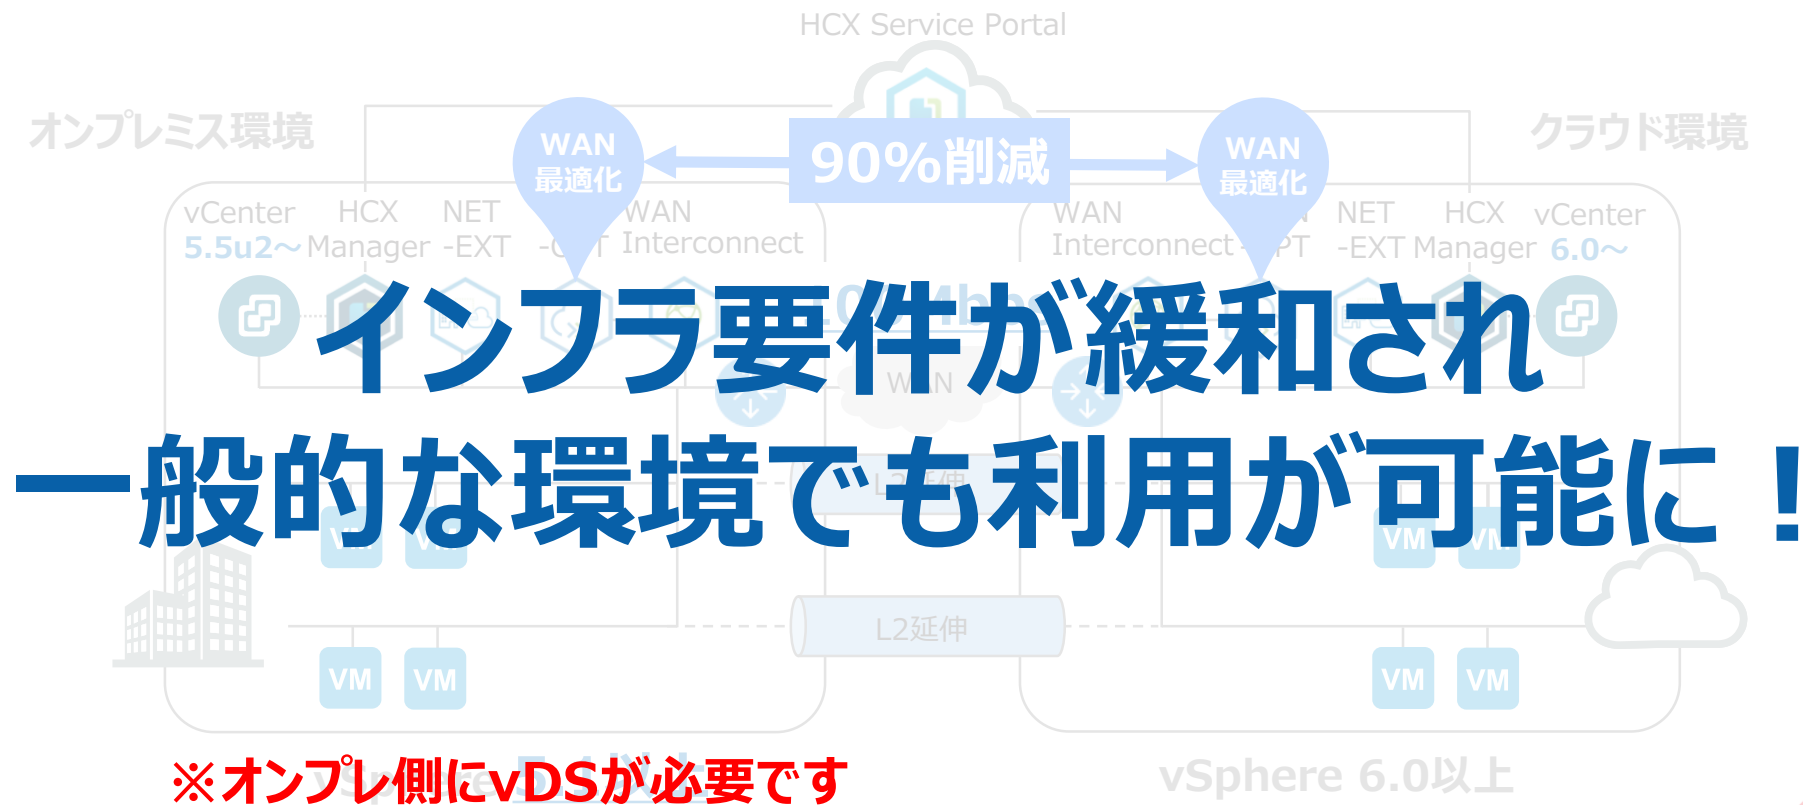 HCX Service Portal
オンプレミス環境
クラウド環境
WAN
最適化
90%削減
WAN
最適化
vCenter
5.5u2～
HCX
Manager
NET
-EXT
WAN
Interconnect
WAN
Interconnect
NET
-EXT
HCX
Manager
vCenter
6.0～
インフラ要件が緩和され
WAN
一般的な環境でも利用が可能に！
L2延伸
VM
VM
VM
VM
L2延伸
VM
VM
VM
VM
※オンプレ側にvDSが必要です
vSphere 6.0以上